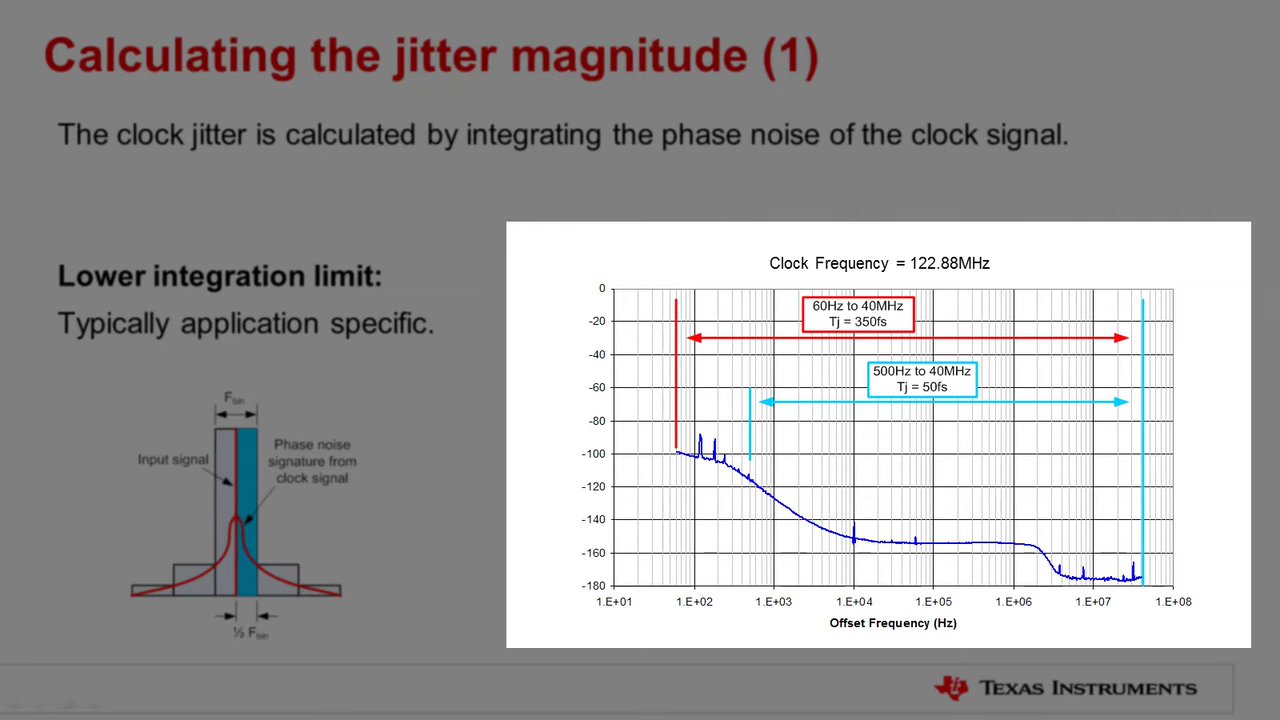 Calculating the jitter magnitude (1)
The clock jitter is calculated by integrating the phase noise of the clock signal.
Lower integration limit:
Typically application specific.
Fbin
Input signal
Phase noise
signature from
clock signal
½ Fbin
Clock Frequency = 122.88MHz
60Hz to 40MHz
Tj = 350fs
500Hz to 40MHz
Tj = 50fs
0
-20
-40
-60
-80
-100
-120
-140
-160
-180
1.E+01 1.E+02 1.E+03 1.E+04 1.E+05 1.E+06 1.E+07 1.E+08
Offset Frequency (Hz)
TEXAS INSTRUMENTS